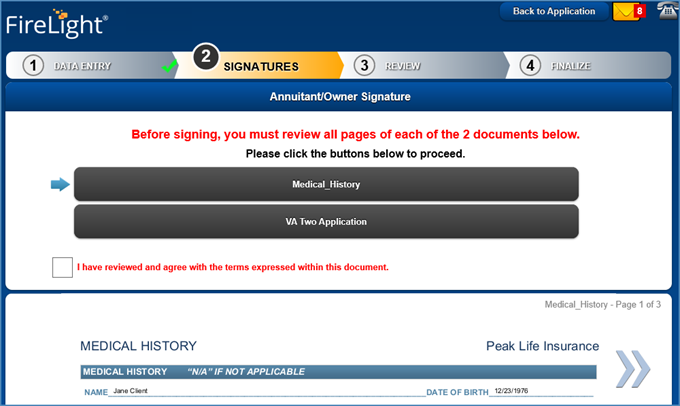 Back to Application
8
FireLight®
1 DATA ENTRY
2 SIGNATURES
3 REVIEW
4 FINALIZE
Annuitant/Owner Signature
Before signing, you must review all pages of each of the 2 documents below.
Please click the buttons below to proceed.
Medical_History
VA Two Application
I have reviewed and agree with the terms expressed within this document.
Medical_History - Page 1 of 3
MEDICAL HISTORY Peak Life Insurance
MEDICAL HISTORY "N/A" IF NOT APPLICABLE
NAME Jane Client DATE OF BIRTH 12/23/1976